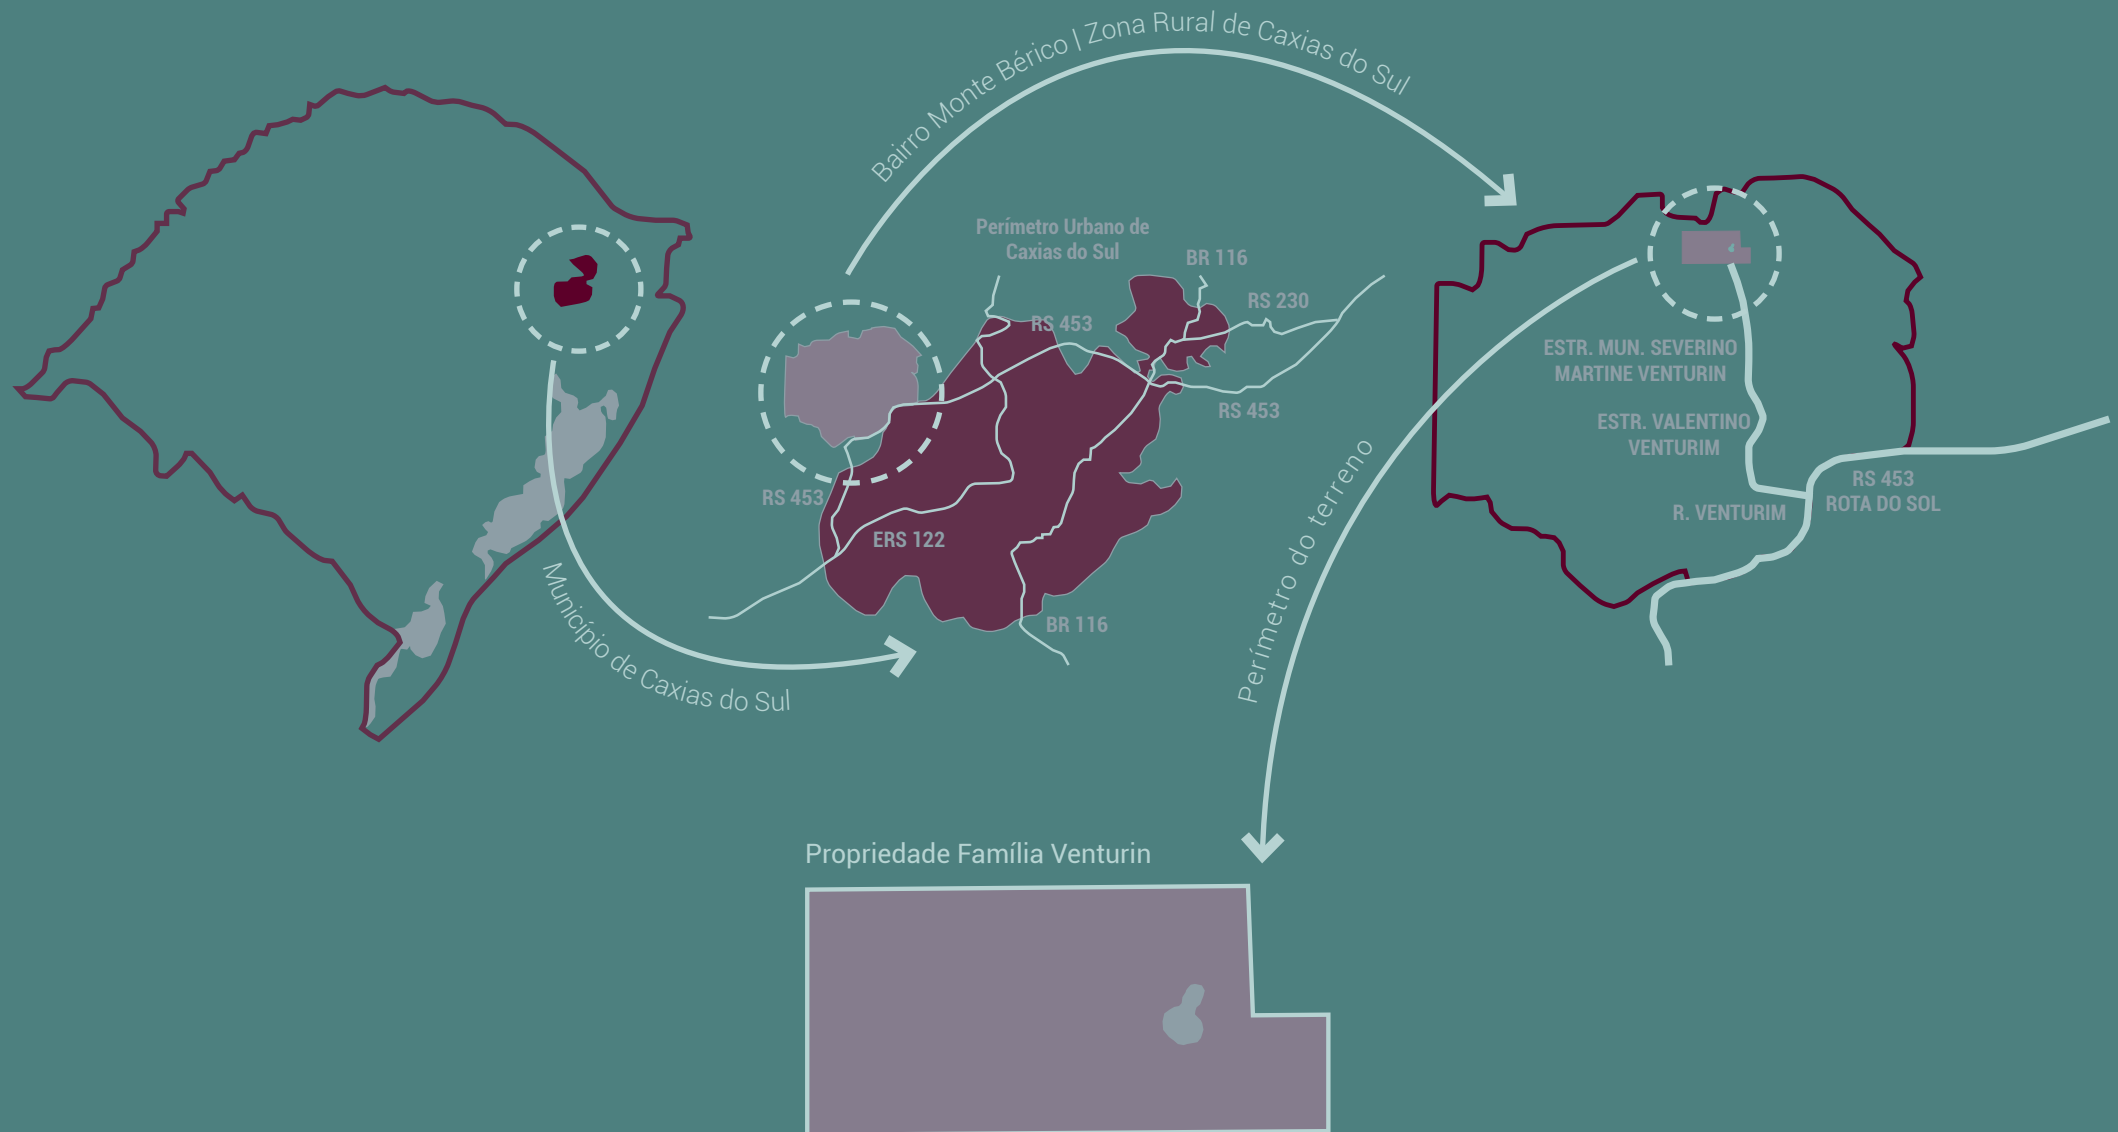 Bairro Monte Bérico | Zona Rural de Caxias do Sul
Perímetro Urbano de
Caxias do Sul
BR 116
RS 230
RS 453
RS 453
RS 453
ERS 122
BR 116
Município de Caxias do Sul
ESTR. MUN. SEVERINO
MARTINE VENTURIN
ESTR. VALENTINO
VENTURIM
RS 453
ROTA DO SOL
R. VENTURIM
Perímetro do terreno
Propriedade Família Venturin